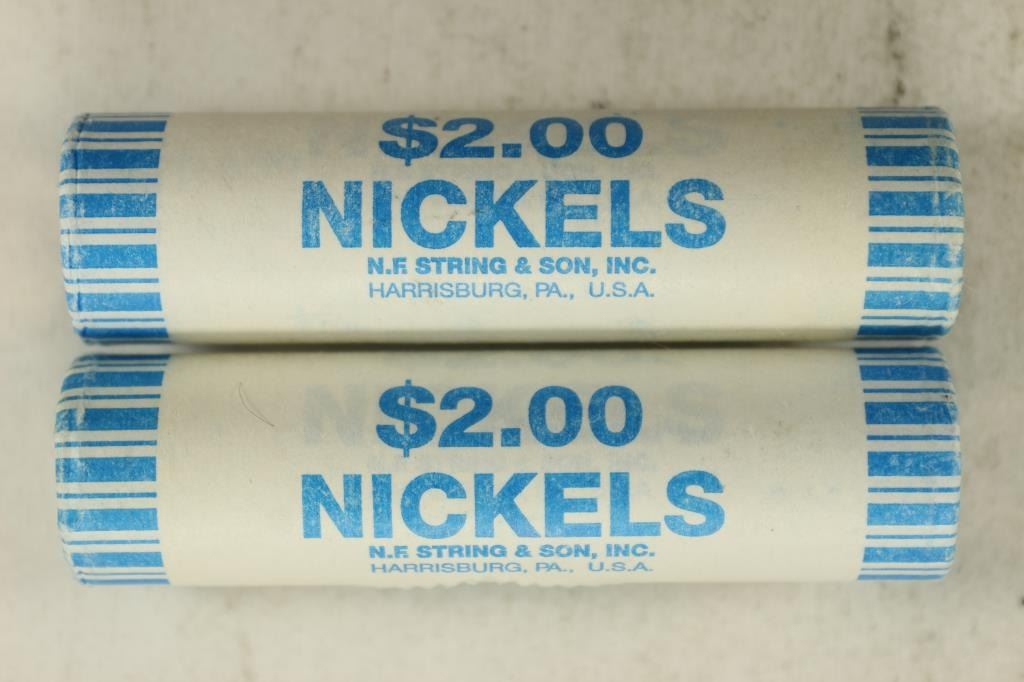 $2.00
NICKELS
N.F. STRING & SON, INC.
HARRISBURG, PA., U.S.A.
$2.00
NICKELS
N.F. STRING & SON, INC.
HARRISBURG, PA., U.S.A.